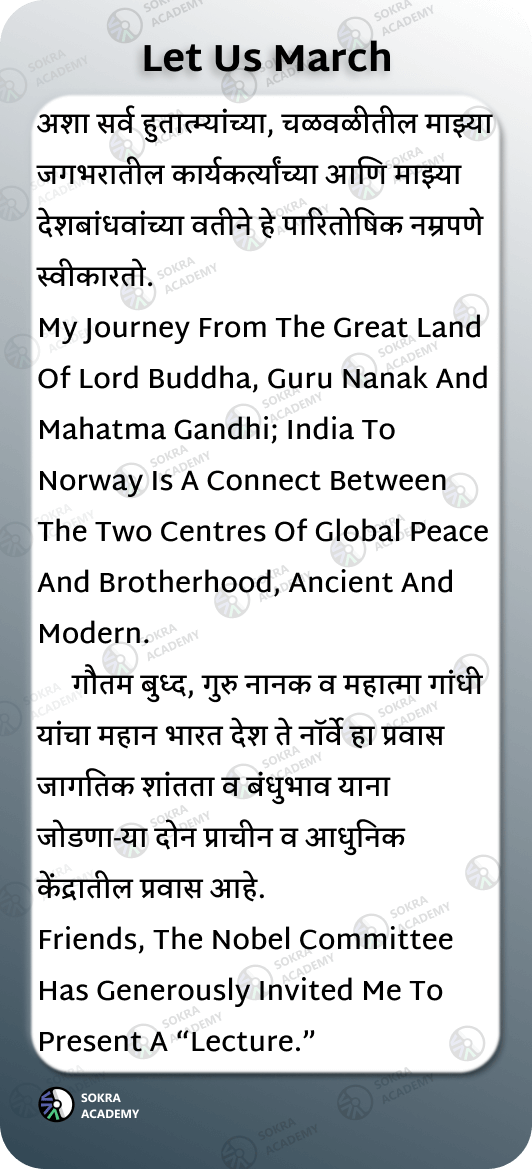 Let Us March
अशा सर्व हुतात्म्यांच्या, चळवळीतील माझ्या
जगभरातील कार्यकर्त्यांच्या आणि माझ्या
देशबांधवांच्या वतीने हे पारितोषिक नम्रपणे
स्वीकारतो.
My Journey From The Great Land
Of Lord Buddha, Guru Nanak And
Mahatma Gandhi; India To
Norway Is A Connect Between
The Two Centres Of Global Peace
And Brotherhood, Ancient And
Modern.
गौतम बुध्द, गुरु नानक व महात्मा गांधी
यांचा महान भारत देश ते नॉर्वे हा प्रवास
जागतिक शांतता व बंधुभाव याना
जोडणा-या दोन प्राचीन व आधुनिक
केंद्रातील प्रवास आहे.
Friends, The Nobel Committee
Has Generously Invited Me To
Present A “Lecture.”
SOKRA
ACADEMY